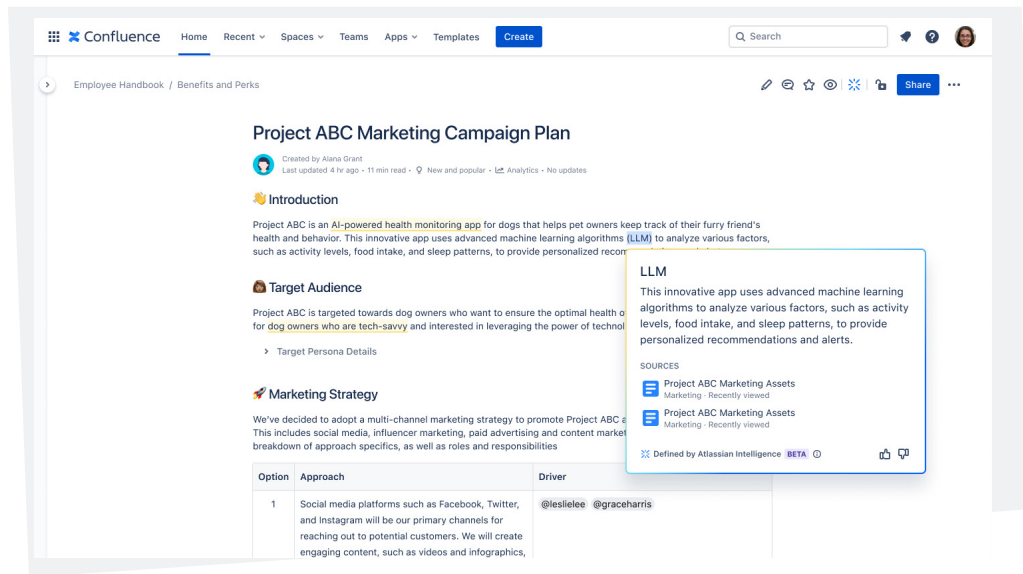 Confluence Home Recent Spaces Teams Apps Templates Create Search
Employee Handbook / Benefits and Perks
Share
Project ABC Marketing Campaign Plan
Created by Alana Grant
Last updated 4 hr ago • 11 min read • New and popular • Analytics • No updates
👋 Introduction
Project ABC is an AI-powered health monitoring app for dogs that helps pet owners keep track of their furry friend's
health and behavior. This innovative app uses advanced machine learning algorithms (LLM) to analyze various factors,
such as activity levels, food intake, and sleep patterns, to provide personalized
Target Audience
Project ABC is targeted towards dog owners who want to ensure the optimal health
for dog owners who are tech-savvy and interested in leveraging the power of
Target Persona Details
🚀 Marketing Strategy
We've decided to adopt a multi-channel marketing strategy to promote Project ABC
This includes social media, influencer marketing, paid advertising and content
breakdown of approach specifics, as well as roles and responsibilities
Option Approach Driver
1 Social media platforms such as Facebook, Twitter, @leslielee @graceharris
and Instagram will be our primary channels for
reaching out to potential customers. We will create
engaging content, such as videos and infographics,
LLM
This innovative app uses advanced machine learning
algorithms to analyze various factors, such as activity
levels, food intake, and sleep patterns, to provide
personalized recommendations and alerts.
SOURCES
Project ABC Marketing Assets
Marketing · Recently viewed
Project ABC Marketing Assets
Marketing · Recently viewed
Defined by Atlassian Intelligence BETA